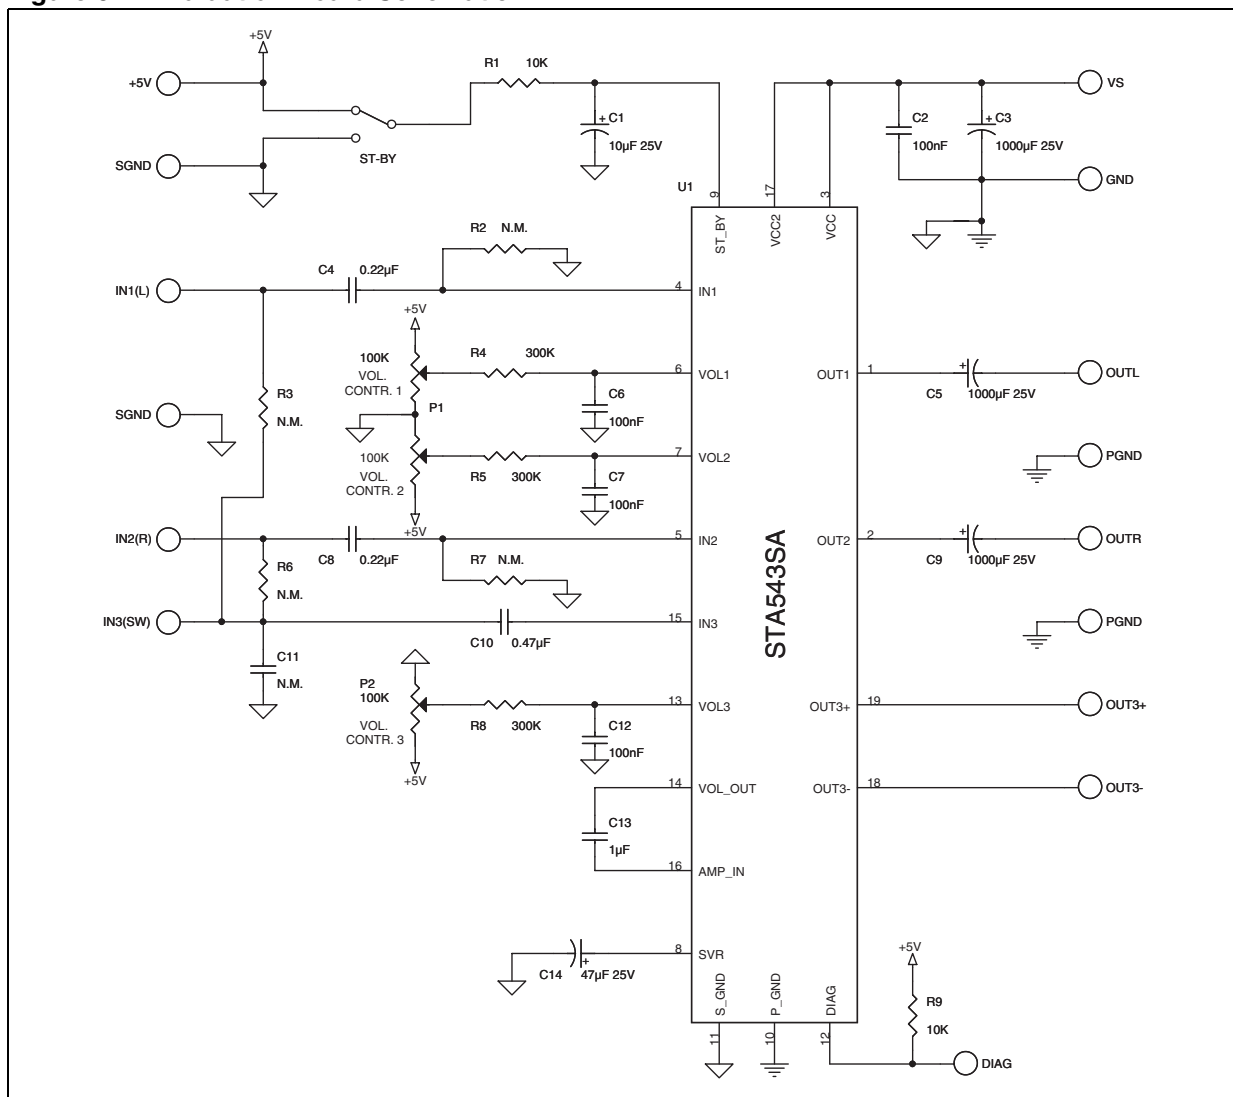 +5V
+5V
SGND
ST-BY
R1 10K
C1
10µF 25V
C2
100nF
C3
1000µF 25V
VS
GND
U1
9
17
3
ST_BY
VCC2
VCC
R2 N.M.
IN1(L)
C4 0.22µF
4 IN1
+5V
100K
VOL.
CONTR. 1
R4 300K
6 VOL1
OUT1 1
C5 1000µF 25V
OUTL
R3
N.M.
P1
C6
100nF
SGND
100K
VOL.
CONTR. 2
R5 300K
7 VOL2
C7
100nF
PGND
+5V
IN2(R)
C8 0.22µF
5 IN2
OUT2 2
C9 1000µF 25V
OUTR
R6
N.M.
R7 N.M.
STA543SA
IN3(SW)
C10 0.47µF
15 IN3
PGND
C11
N.M.
P2
100K
VOL.
CONTR. 3
R8 300K
13 VOL3
OUT3+ 19
OUT3+
C12
100nF
+5V
14 VOL_OUT
OUT3- 18
OUT3-
C13
1µF
16 AMP_IN
C14 47µF 25V
8 SVR
S_GND
P_GND
DIAG
11
10
12
+5V
R9
10K
DIAG